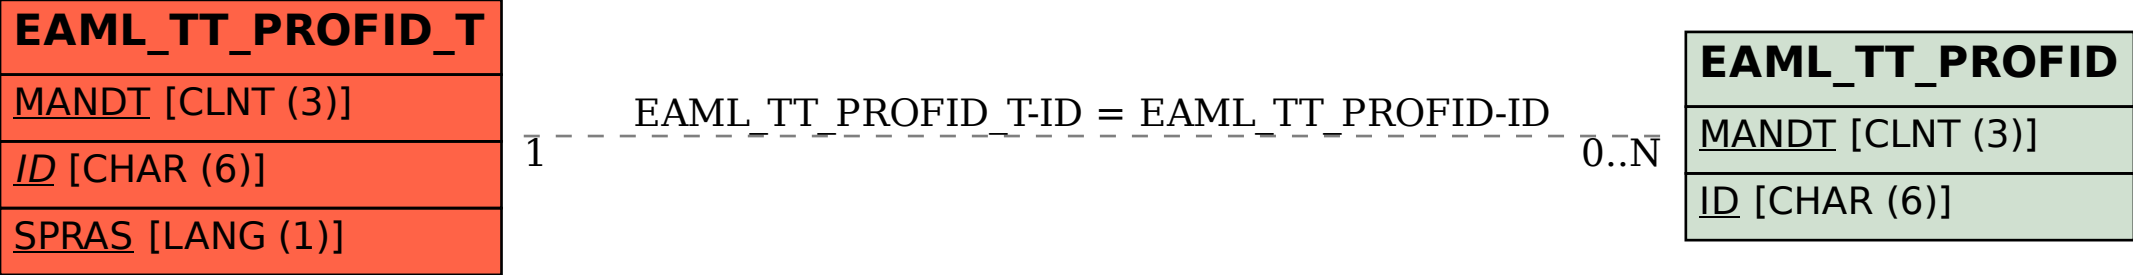 EAML_TT_PROFID_T
MANDT [CLNT (3)]
ID [CHAR (6)]
SPRAS [LANG (1)]
EAML_TT_PROFID_T-ID = EAML_TT_PROFID-ID
1
0..N
EAML_TT_PROFID
MANDT [CLNT (3)]
ID [CHAR (6)]